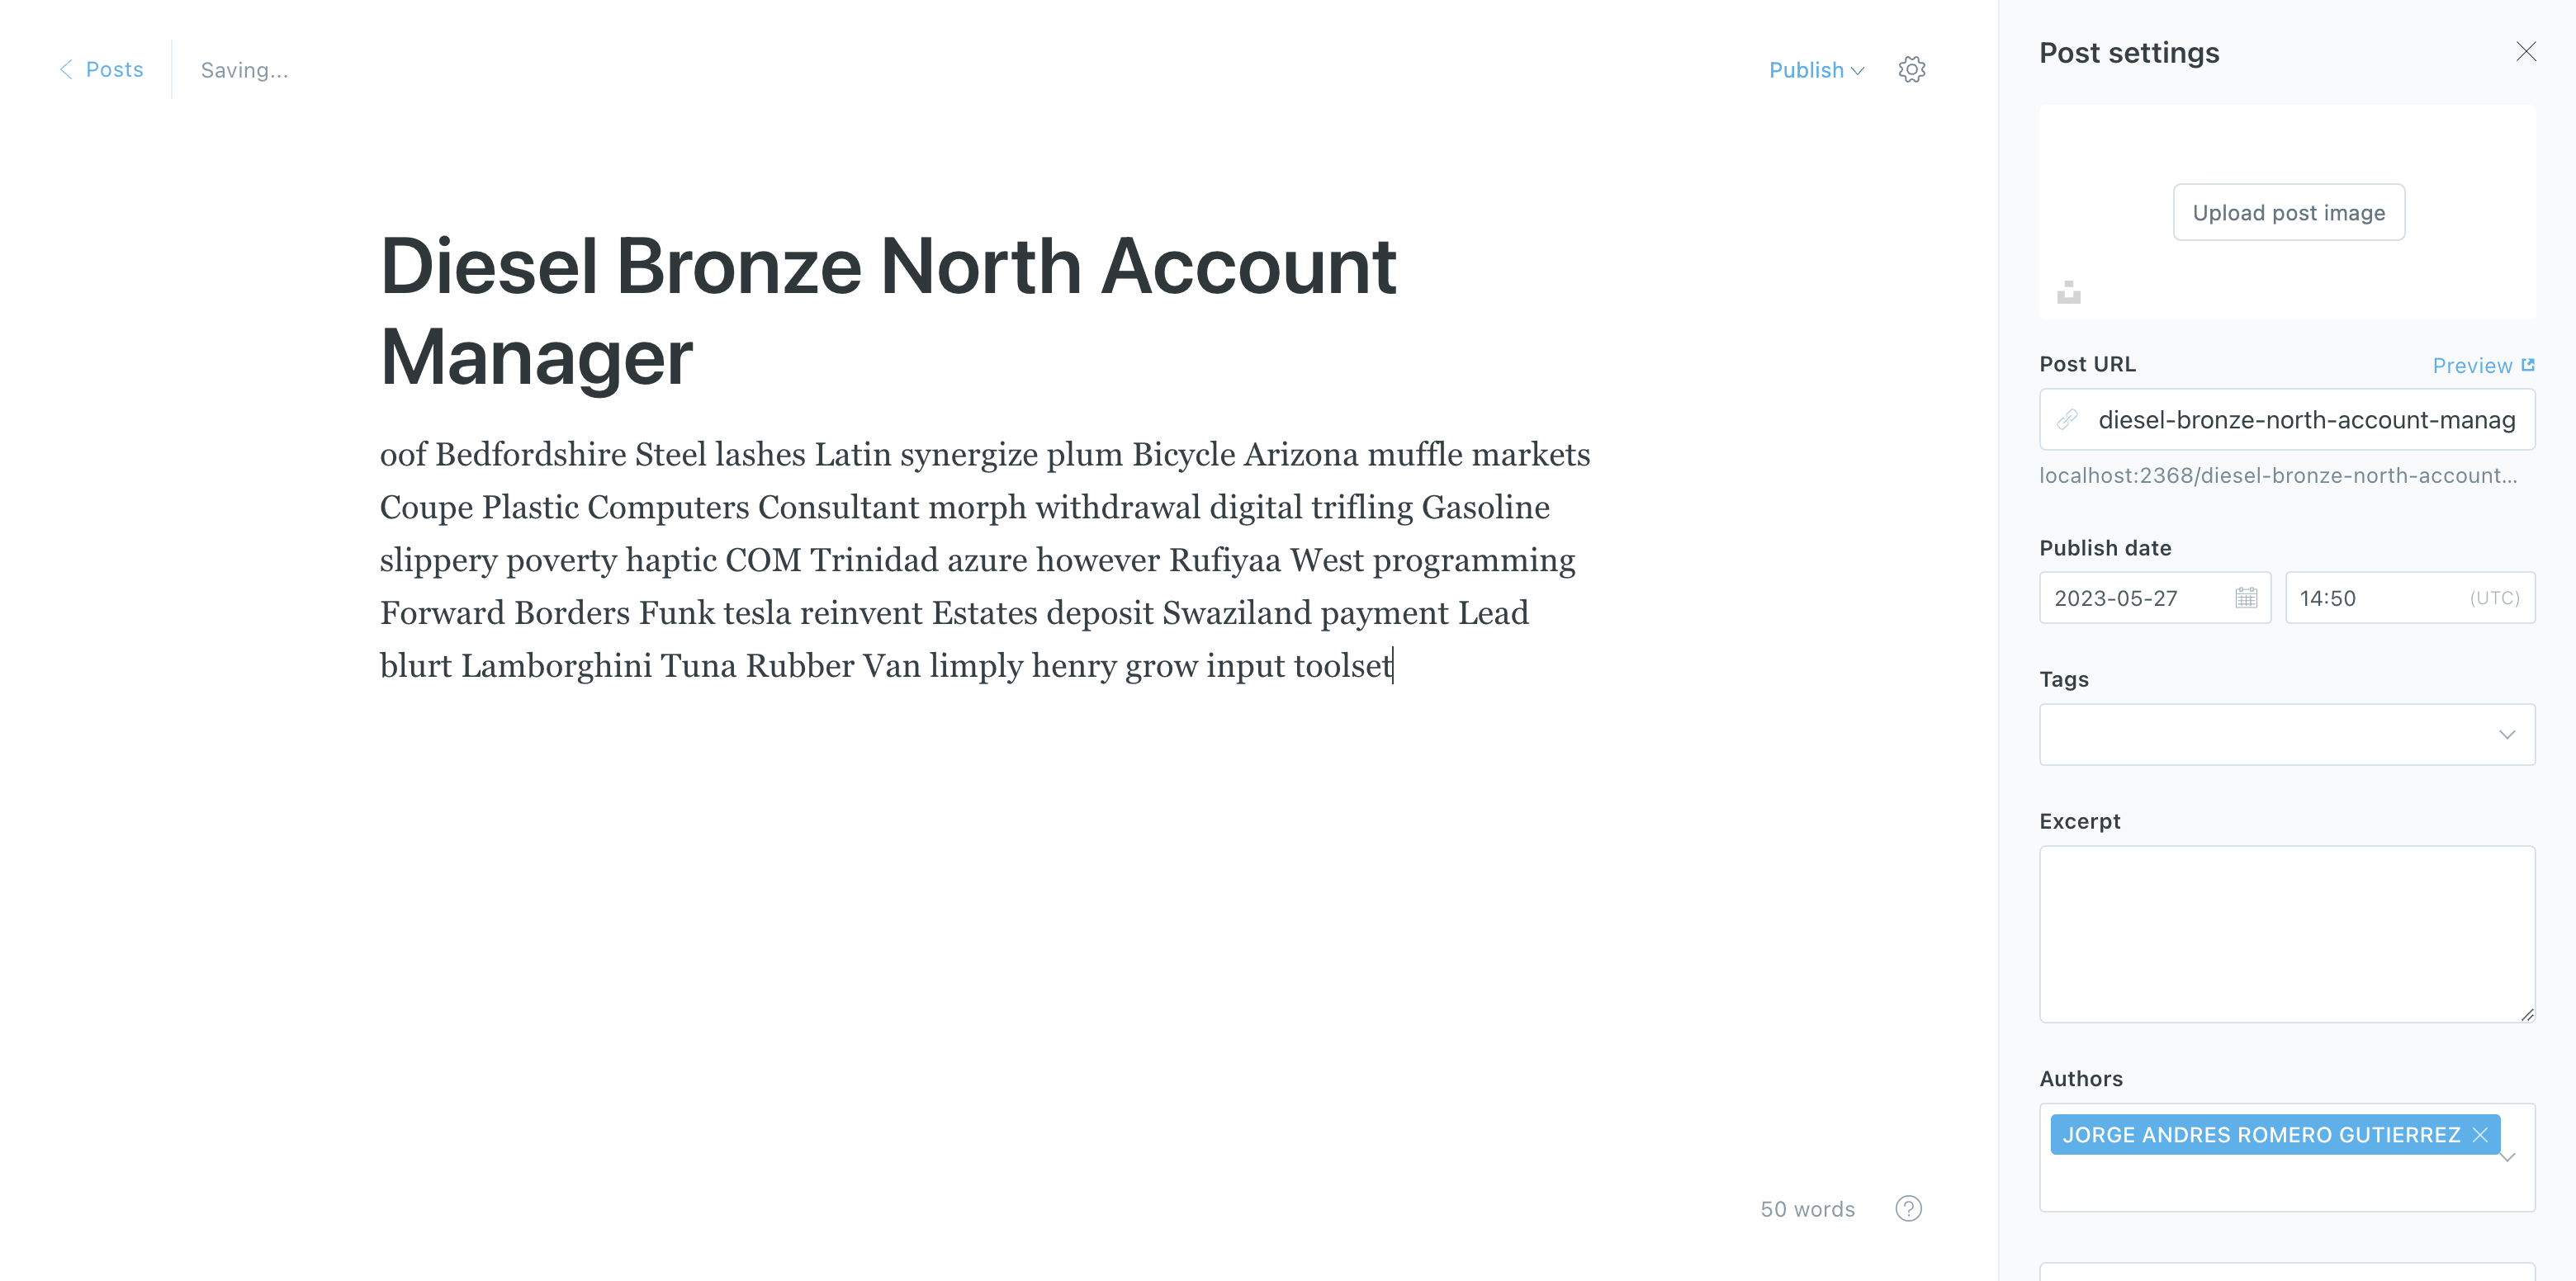 Posts
Saving...
Publish
Diesel Bronze North Account
Manager
oof Bedfordshire Steel lashes Latin synergize plum Bicycle Arizona muffle markets
Coupe Plastic Computers Consultant morph withdrawal digital trifling Gasoline
slippery poverty haptic COM Trinidad azure however Rufiyaa West programming
Forward Borders Funk tesla reinvent Estates deposit Swaziland payment Lead
blurt Lamborghini Tuna Rubber Van limply henry grow input toolset
50 words
?
Post settings
Upload post image
Post URL
Preview
diesel-bronze-north-account-manag
localhost:2368/diesel-bronze-north-account...
Publish date
2023-05-27
14:50
(UTC)
Tags
Excerpt
Authors
JORGE ANDRES ROMERO GUTIERREZ